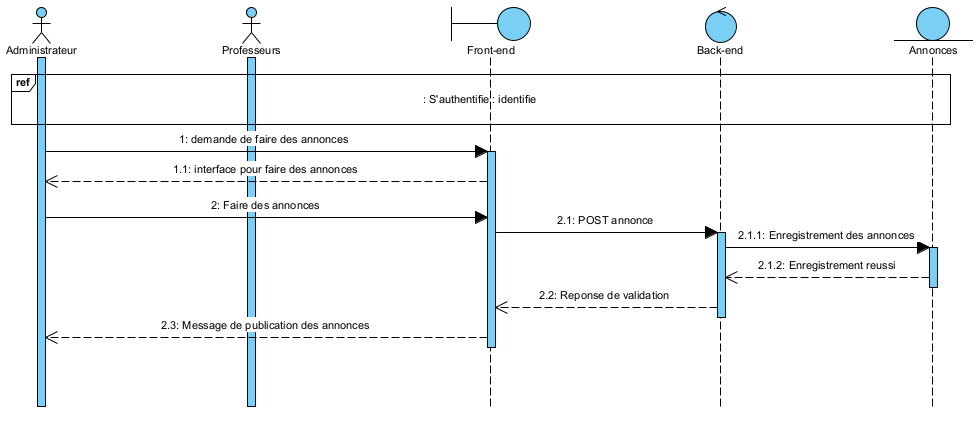 Administrateur
Professeurs
Front-end
Back-end
Annonces
ref
: S'authentifie : identifie
1: demande de faire des annonces
1.1: interface pour faire des annonces
2: Faire des annonces
2.1: POST annonce
2.1.1: Enregistrement des annonces
2.1.2: Enregistrement reussi
2.2: Reponse de validation
2.3: Message de publication des annonces